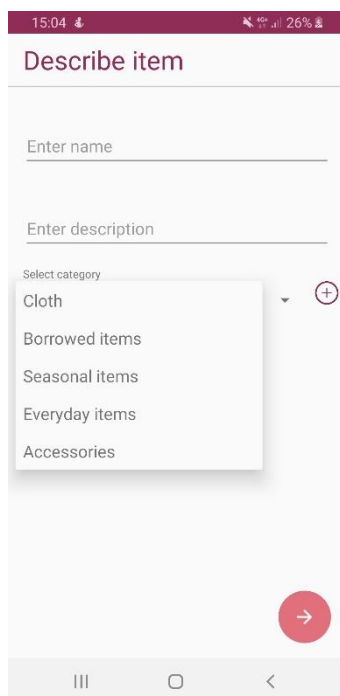 15:04
4G+
26%
Describe item
Enter name
Enter description
Select category
Cloth
Borrowed items
Seasonal items
Everyday items
Accessories